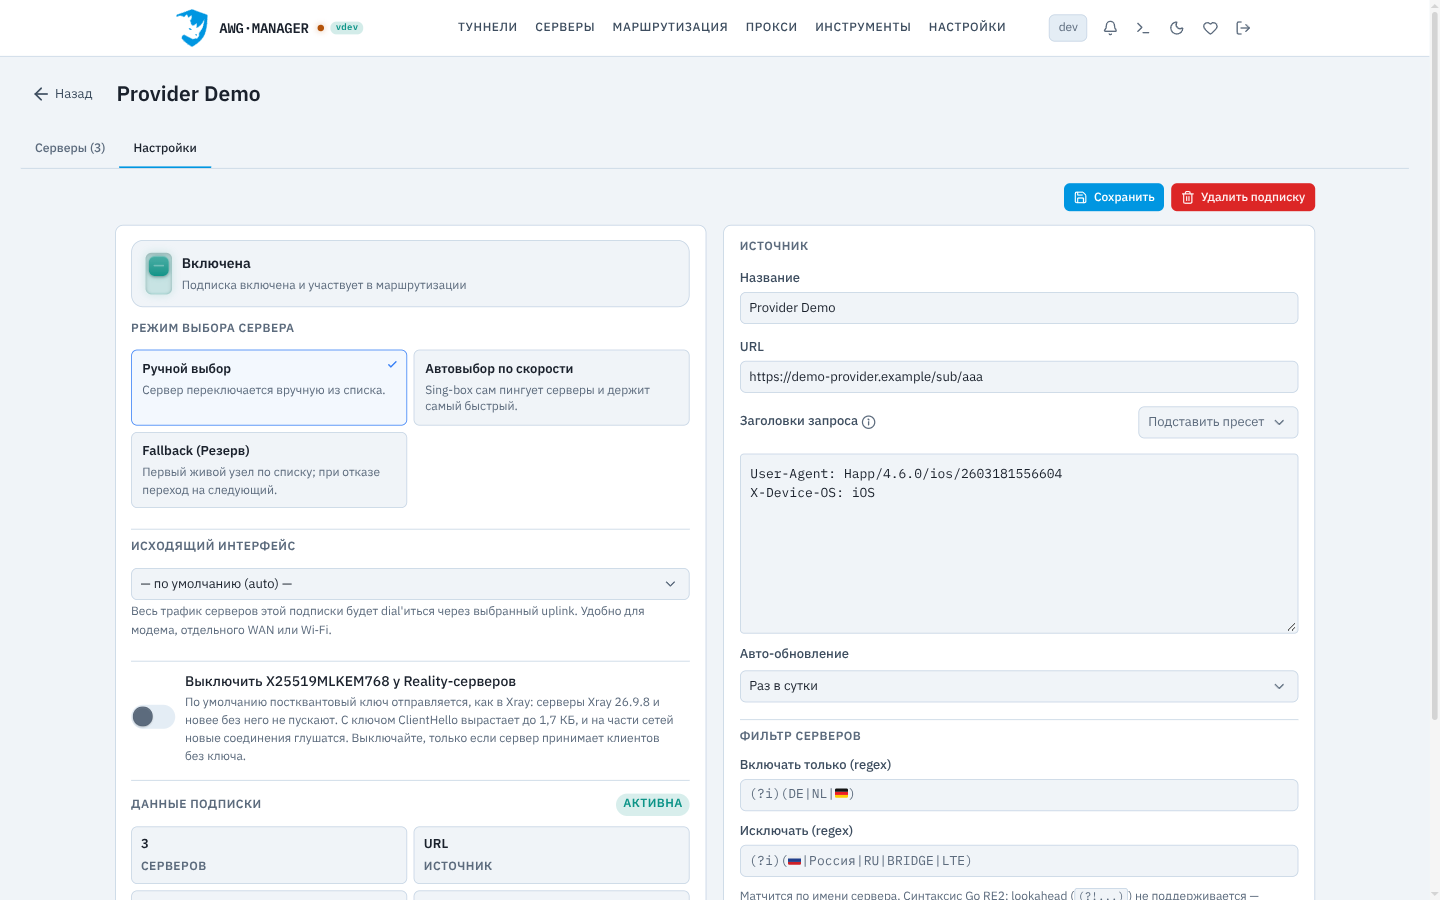 AWG·MANAGER vdev
ТУННЕЛИ СЕРВЕРЫ МАРШРУТИЗАЦИЯ ПРОКСИ ИНСТРУМЕНТЫ НАСТРОЙКИ
dev
Назад
Provider Demo
Серверы (3) Настройки
Сохранить Удалить подписку
Включена
Подписка включена и участвует в маршрутизации
РЕЖИМ ВЫБОРА СЕРВЕРА
Ручной выбор
Сервер переключается вручную из списка.
Автовыбор по скорости
Sing-box сам пингует серверы и держит
самый быстрый.
Fallback (Резерв)
Первый живой узел по списку; при отказе
переход на следующий.
ИСХОДЯЩИЙ ИНТЕРФЕЙС
— по умолчанию (auto) —
Весь трафик серверов этой подписки будет dial'иться через выбранный uplink. Удобно для
модема, отдельного WAN или Wi-Fi.
Выключить X25519MLKEM768 у Reality-серверов
По умолчанию постквантовый ключ отправляется, как в Xray: серверы Xray 26.9.8 и
новее без него не пускают. С ключом ClientHello вырастает до 1,7 КБ, и на части сетей
новые соединения глушатся. Выключайте, только если сервер принимает клиентов
без ключа.
ДАННЫЕ ПОДПИСКИ
АКТИВНА
3
СЕРВЕРОВ
URL
ИСТОЧНИК
ИСТОЧНИК
Название
Provider Demo
URL
https://demo-provider.example/sub/aaa
Заголовки запроса
Подставить пресет
User-Agent: Happ/4.6.0/ios/2603181556604
X-Device-OS: iOS
Авто-обновление
Раз в сутки
ФИЛЬТР СЕРВЕРОВ
Включать только (regex)
(?i)(DE|NL|🇩🇪)
Исключать (regex)
(?i)(🇷🇺|Россия|RU|BRIDGE|LTE)
Матчится по имени сервера. Синтаксис Go RE2: lookahead ((?!...)) не поддерживается —